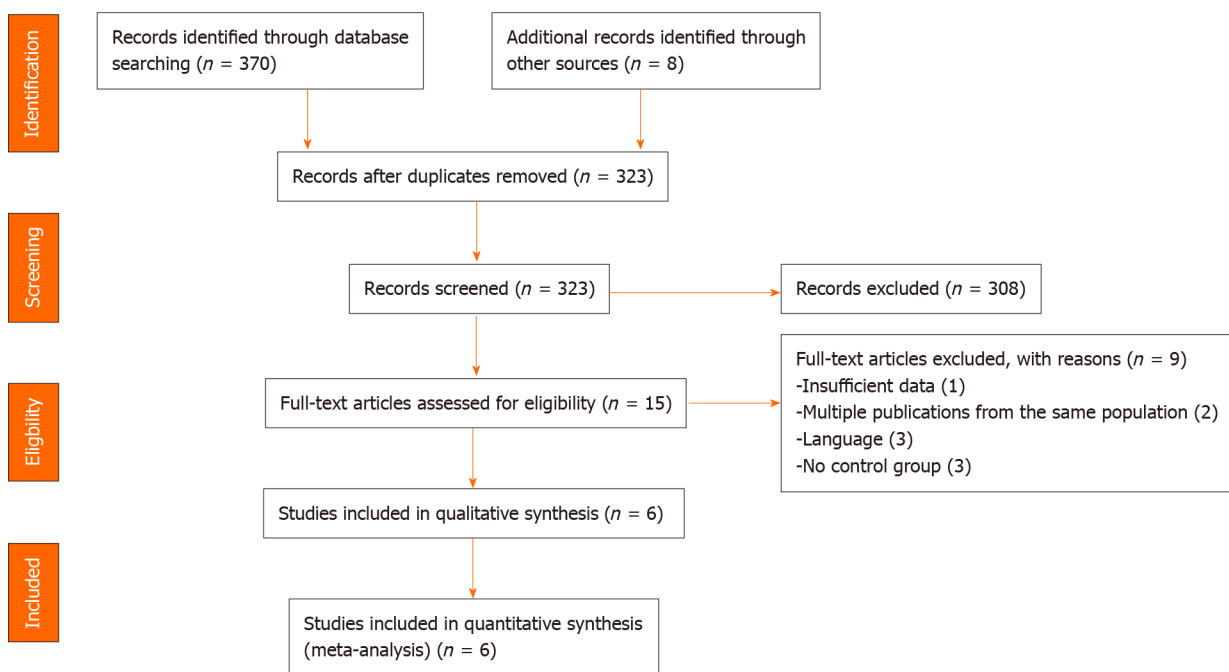 Identification
Records identified through database
searching (n = 370)
Additional records identified through
other sources (n = 8)
Records after duplicates removed (n = 323)
Screening
Records screened (n = 323)
Records excluded (n = 308)
Eligbility
Full-text articles assessed for eligibility (n = 15)
Full-text articles excluded, with reasons (n = 9)
-Insufficient data (1)
-Multiple publications from the same population (2)
-Language (3)
-No control group (3)
Studies included in qualitative synthesis (n = 6)
Included
Studies included in quantitative synthesis
(meta-analysis) (n = 6)